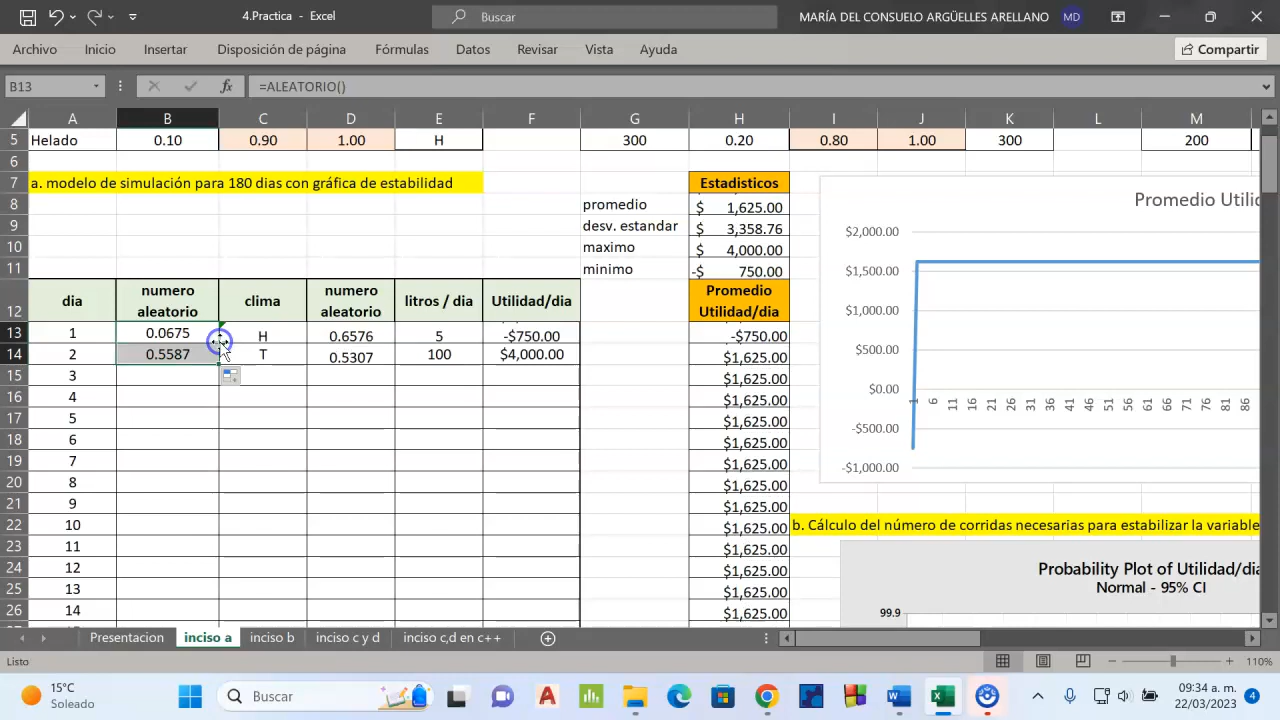 4.Practica - Excel
Buscar
MARÍA DEL CONSUELO ARGÜELLES ARELLANO
MD
Archivo Inicio Insertar Disposición de página Fórmulas Datos Revisar Vista Ayuda
Compartir
B13
fx
=ALEATORIO()
A B C D E F G H I J K L M
5 Helado 0.10 0.90 1.00 H 300 0.20 0.80 1.00 300 200
6
7 a. modelo de simulación para 180 dias con gráfica de estabilidad Estadisticos
8 promedio $ 1,625.00
9 desv. estandar $ 3,358.76
10 maximo $ 4,000.00
11 minimo -$ 750.00
12 dia numero aleatorio clima numero aleatorio litros / dia Utilidad/dia Promedio Utilidad/dia
13 1 0.0675 H 0.6576 5 -$750.00 -$750.00
14 2 0.5587 T 0.5307 100 $4,000.00 $1,625.00
15 3 $1,625.00
16 4 $1,625.00
17 5 $1,625.00
18 6 $1,625.00
19 7 $1,625.00
20 8 $1,625.00
21 9 $1,625.00
22 10 $1,625.00
23 11 $1,625.00
24 12 $1,625.00
25 13 $1,625.00
26 14 $1,625.00
Promedio Utilid
$2,000.00
$1,500.00
$1,000.00
$500.00
$0.00
-$500.00
-$1,000.00
1 6 11 16 21 26 31 36 41 46 51 56 61 66 71 76 81 86
b. Cálculo del número de corridas necesarias para estabilizar la variable
Probability Plot of Utilidad/dia
Normal - 95% CI
99.9
Presentacion inciso a inciso b inciso c y d inciso c,d en c++
Listo
110%
15°C
Soleado
Buscar
09:34 a. m.
22/03/2023
4